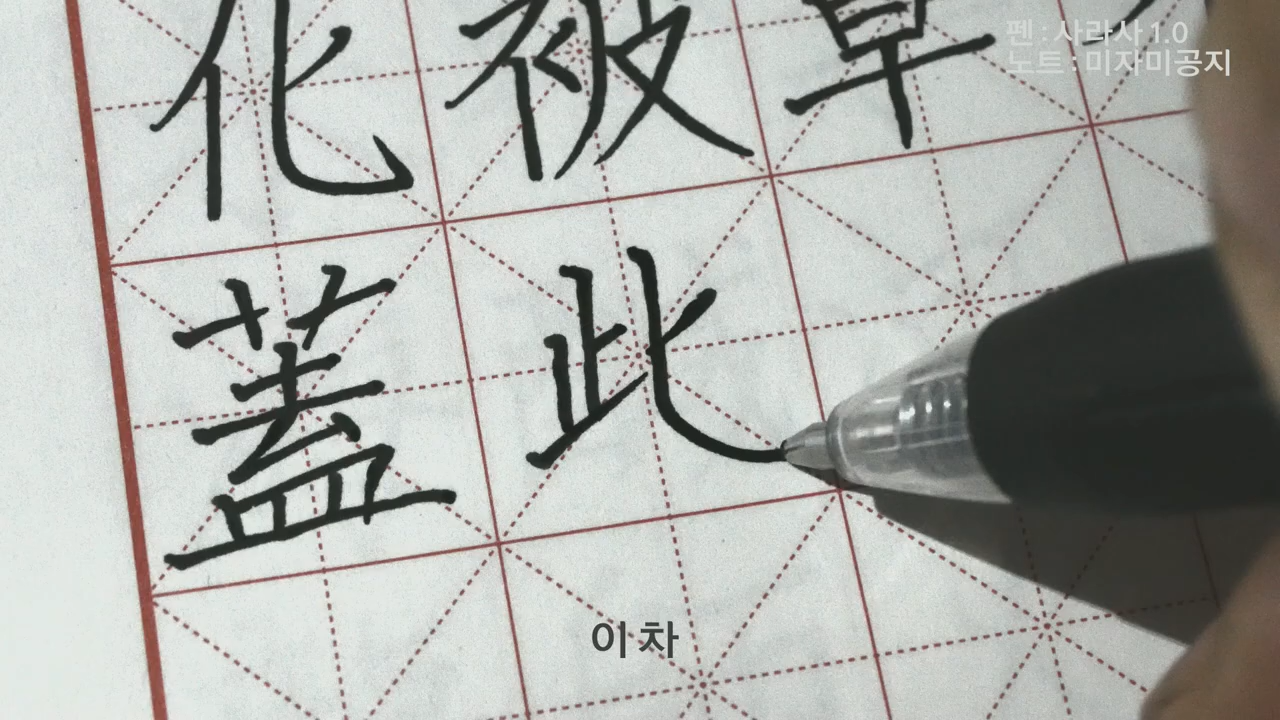 펜 : 사라사 1.0
노트 : 미자미공지
化被草
蓋此
이 차